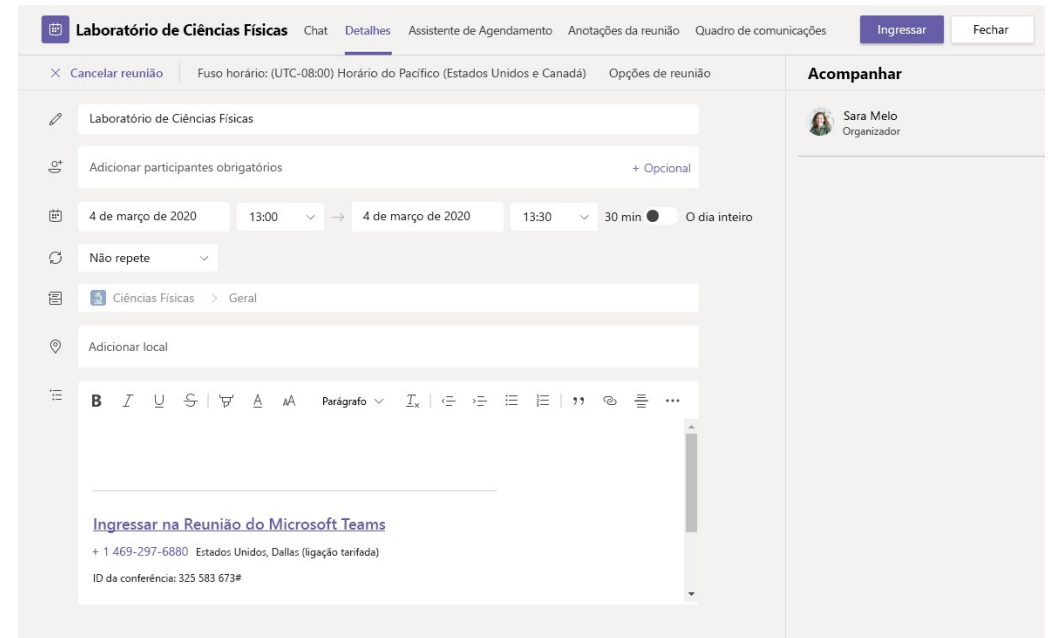 Laboratório de Ciências Físicas Chat Detalhes Assistente de Agendamento Anotações da reunião Quadro de comunicações Ingressar Fechar
Cancelar reunião Fuso horário: (UTC-08:00) Horário do Pacífico (Estados Unidos e Canadá) Opções de reunião
Laboratório de Ciências Físicas
Adicionar participantes obrigatórios + Opcional
4 de março de 2020 13:00 → 4 de março de 2020 13:30 30 min O dia inteiro
Não repete
Ciências Físicas > Geral
Adicionar local
B I U S A AA Parágrafo Tx
Ingressar na Reunião do Microsoft Teams
+ 1 469-297-6880 Estados Unidos, Dallas (ligação tarifada)
ID da conferência: 325 583 673#
Acompanhar
Sara Melo
Organizador